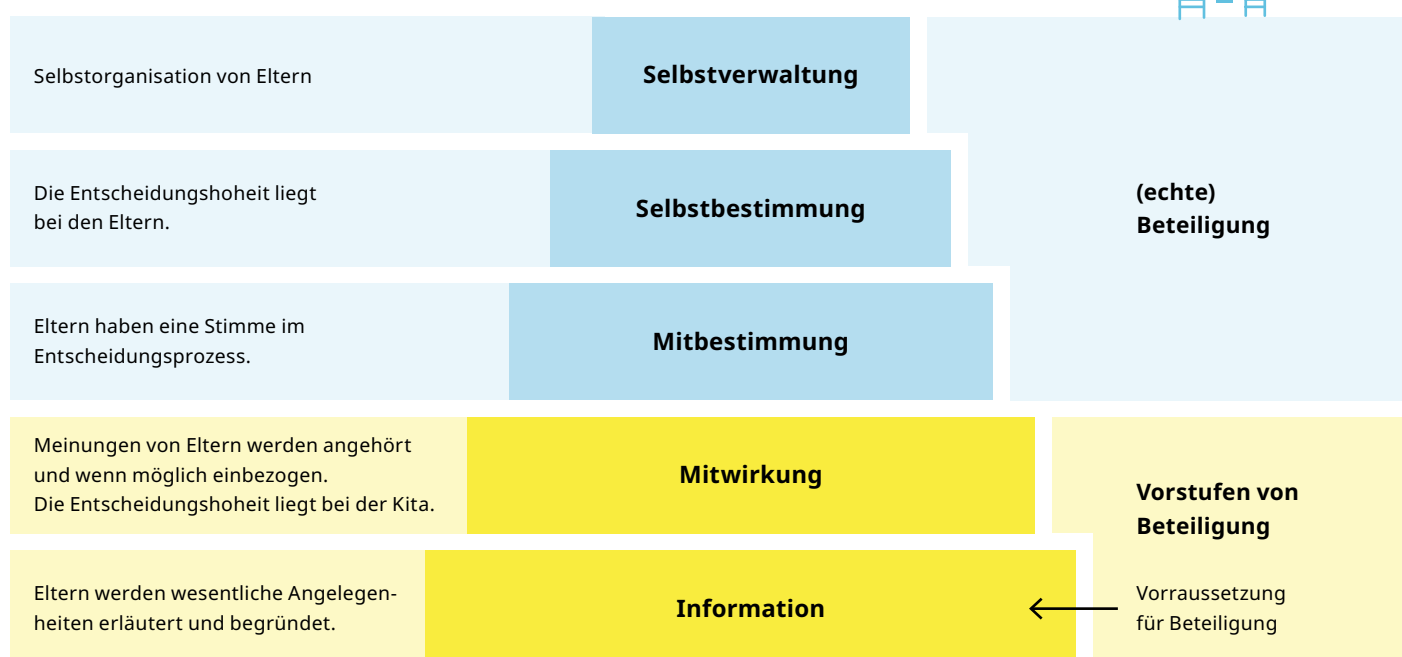 Selbstorganisation von Eltern
Selbstverwaltung
Die Entscheidungshoheit liegt
bei den Eltern.
Selbstbestimmung
(echte)
Beteiligung
Eltern haben eine Stimme im
Entscheidungsprozess.
Mitbestimmung
Meinungen von Eltern werden angehört
und wenn möglich einbezogen.
Die Entscheidungshoheit liegt bei der Kita.
Mitwirkung
Vorstufen von
Beteiligung
Eltern werden wesentliche Angelegen-
heiten erläutert und begründet.
Information
Vorraussetzung
für Beteiligung